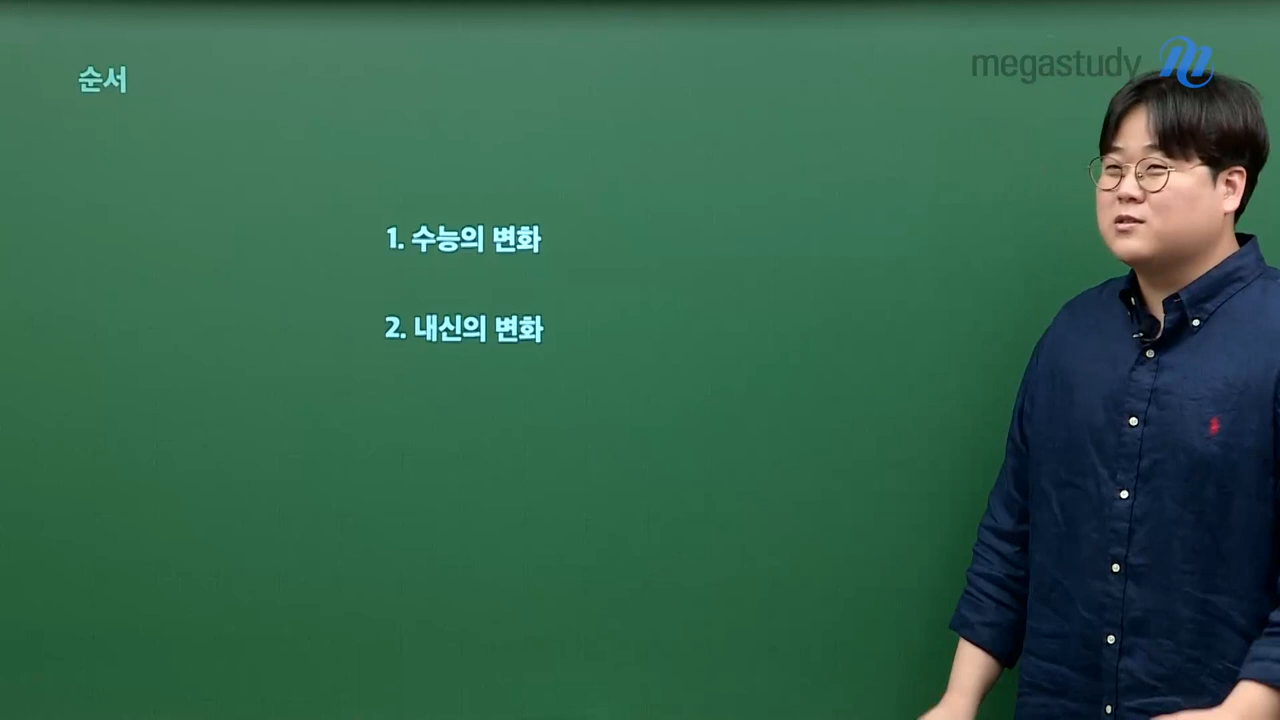 순서
megastudy
1. 수능의 변화
2. 내신의 변화